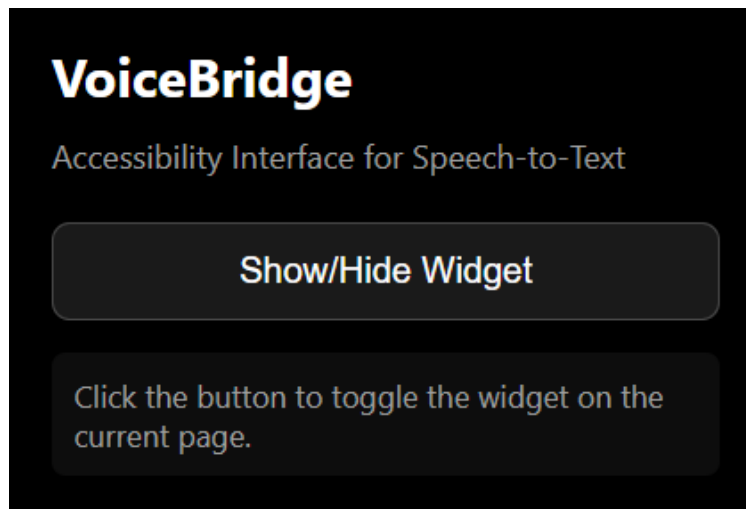 VoiceBridge
Accessibility Interface for Speech-to-Text
Show/Hide Widget
Click the button to toggle the widget on the
current page.